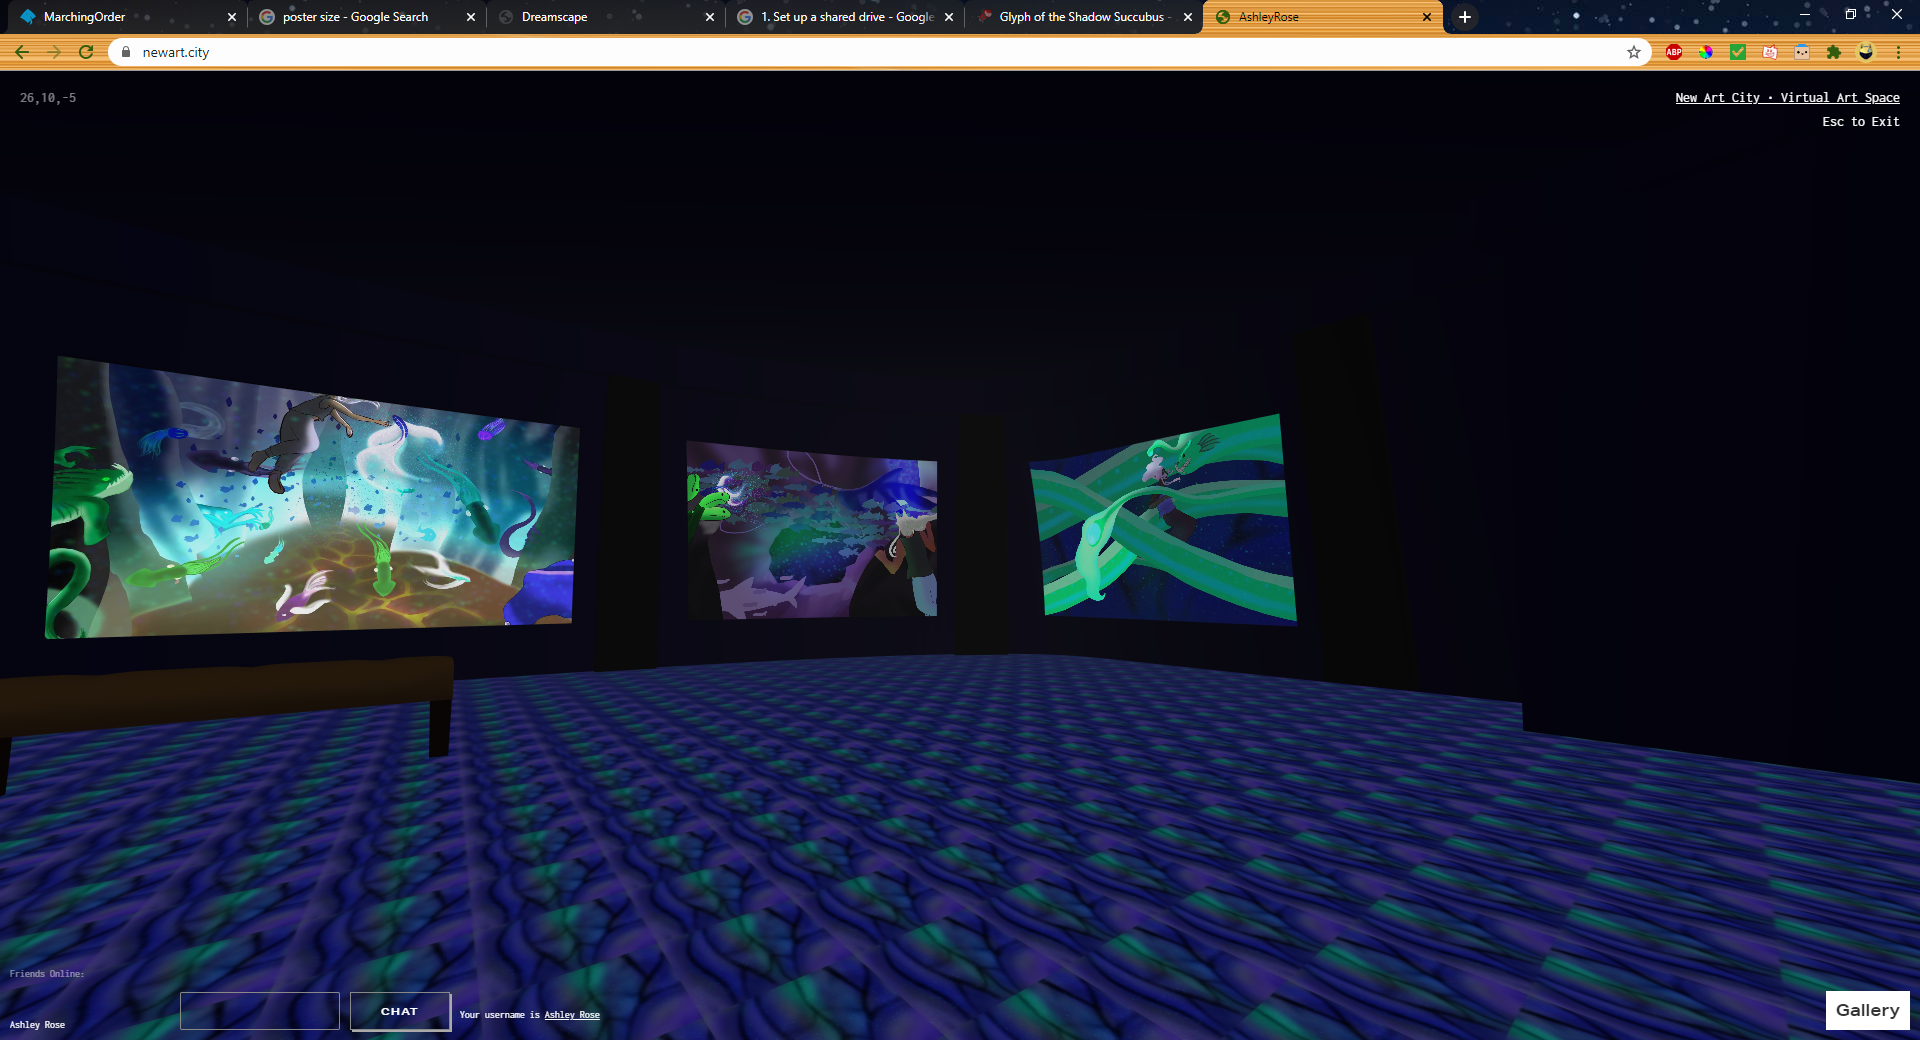 MarchingOrder
poster size - Google Search
Dreamscape
1. Set up a shared drive - Google
Glyph of the Shadow Succubus -
AshleyRose
newart.city
ABP
26,10,-5
New Art City · Virtual Art Space
Esc to Exit
Friends Online:
Ashley Rose
CHAT
Your username is Ashley Rose
Gallery